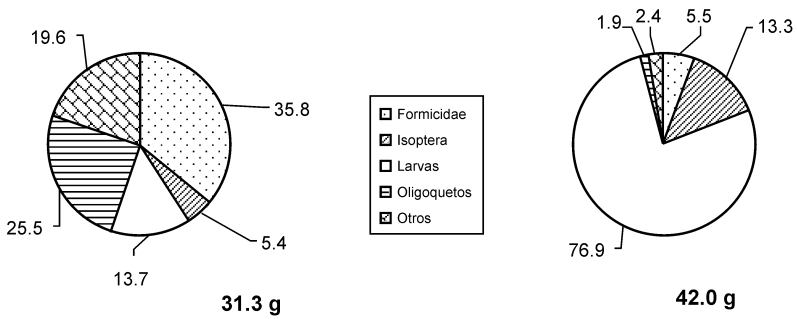 19.6
35.8
25.5
5.4
13.7
31.3 g
Formicidae
Isoptera
Larvas
Oligoquetos
Otros
1.9
2.4
5.5
13.3
76.9
42.0 g